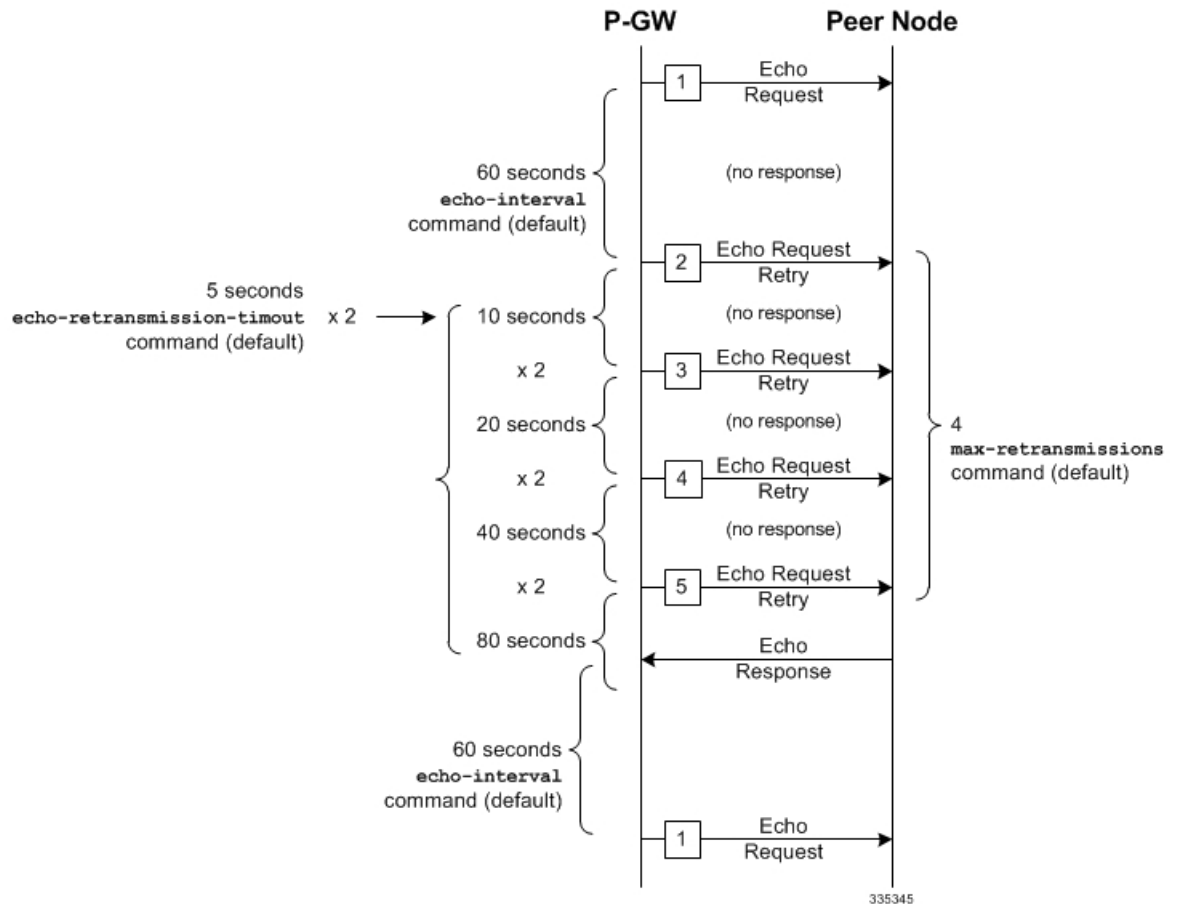 P-GW
Peer Node
1
Echo
Request
60 seconds
echo-interval
command (default)
(no response)
2
Echo Request
Retry
5 seconds
echo-retransmission-timout
command (default)
x 2
10 seconds
(no response)
x 2
3
Echo Request
Retry
20 seconds
(no response)
4
max-retransmissions
command (default)
x 2
4
Echo Request
Retry
40 seconds
(no response)
x 2
5
Echo Request
Retry
80 seconds
Echo
Response
60 seconds
echo-interval
command (default)
1
Echo
Request
335345